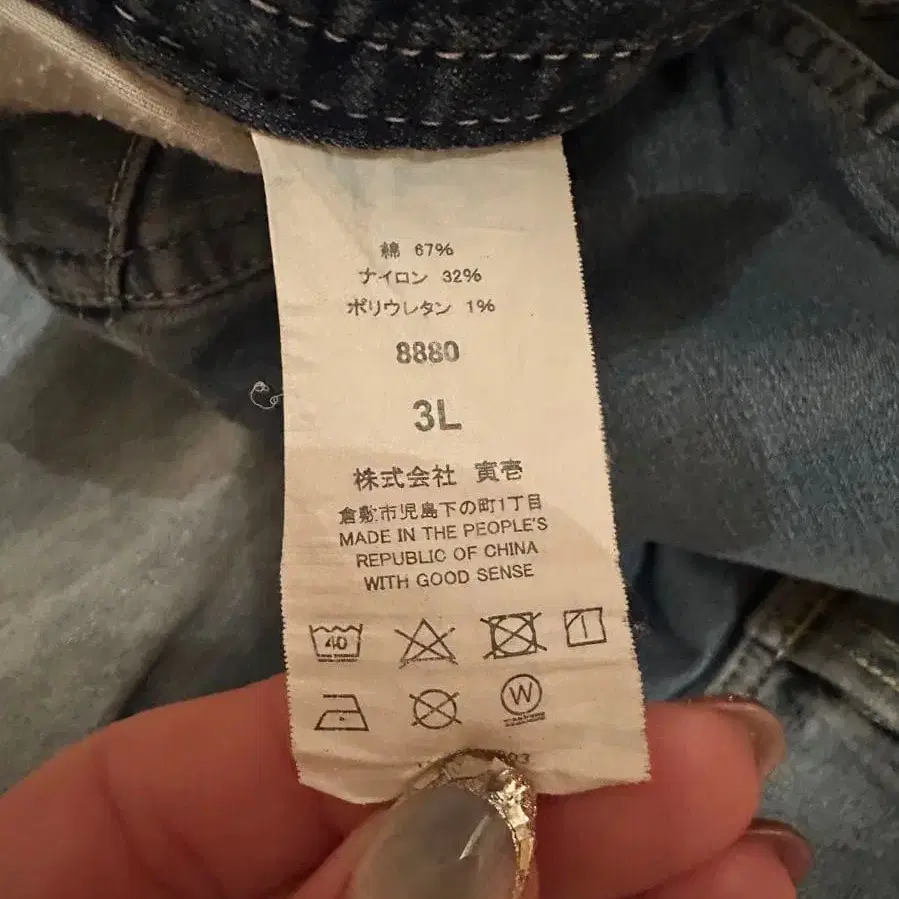 綿 67%
ナイロン 32%
ポリウレタン 1%
8880
3L
株式会社 寅壱
倉敷市児島下の町1丁目
MADE IN THE PEOPLE'S
REPUBLIC OF CHINA
WITH GOOD SENSE
40
W